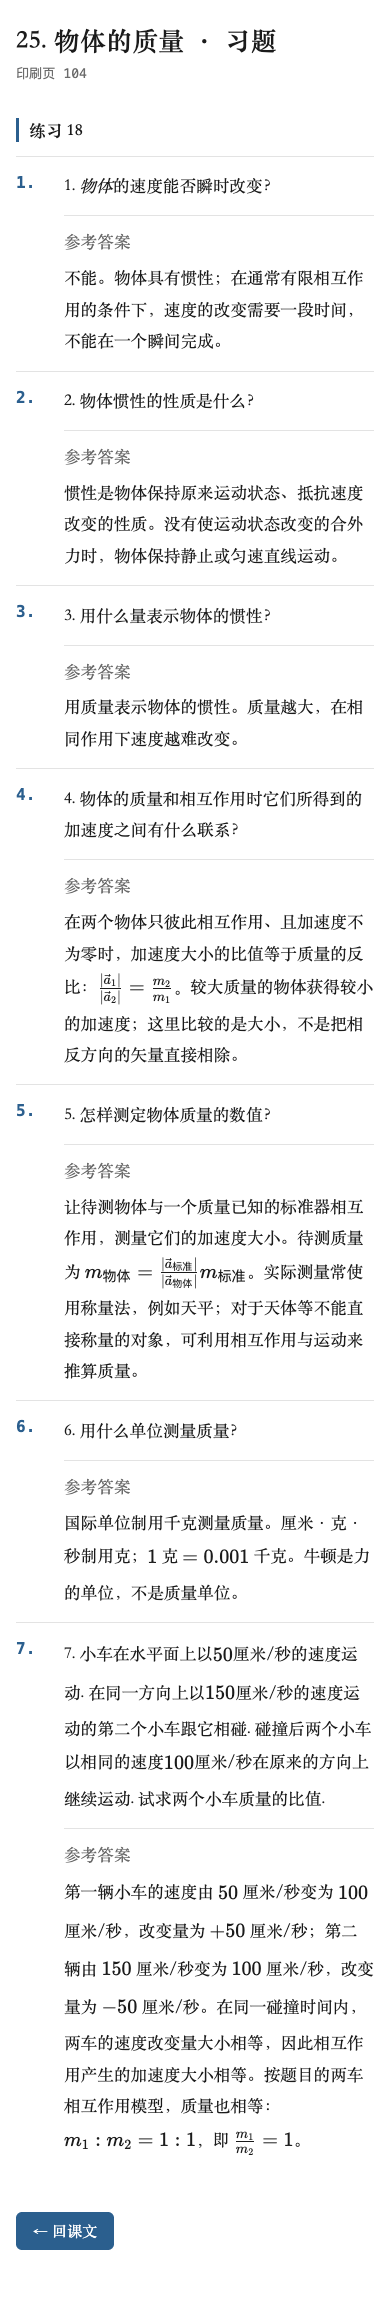 25. 物体的质量 · 习题
印刷页 104
练习 18
1. 1. 物体的速度能否瞬时改变?
参考答案
不能。物体具有惯性；在通常有限相互作
用的条件下，速度的改变需要一段时间，
不能在一个瞬间完成。
2. 2. 物体惯性的性质是什么?
参考答案
惯性是物体保持原来运动状态、抵抗速度
改变的性质。没有使运动状态改变的合外
力时，物体保持静止或匀速直线运动。
3. 3. 用什么量表示物体的惯性?
参考答案
用质量表示物体的惯性。质量越大，在相
同作用下速度越难改变。
4. 4. 物体的质量和相互作用时它们所得到的
加速度之间有什么联系?
参考答案
在两个物体只彼此相互作用、且加速度不
为零时，加速度大小的比值等于质量的反
比：$\frac{|\vec{a}_1|}{|\vec{a}_2|} = \frac{m_2}{m_1}$。较大质量的物体获得较小
的加速度；这里比较的是大小，不是把相
反方向的矢量直接相除。
5. 5. 怎样测定物体质量的数值?
参考答案
让待测物体与一个质量已知的标准器相互
作用，测量它们的加速度大小。待测质量
为 $m_{物体} = \frac{|\vec{a}_{标准}|}{|\vec{a}_{物体}|} m_{标准}$。实际测量常使
用称量法，例如天平；对于天体等不能直
接称量的对象，可利用相互作用与运动来
推算质量。
6. 6. 用什么单位测量质量?
参考答案
国际单位制用千克测量质量。厘米 · 克 ·
秒制用克；1 克 = 0.001 千克。牛顿是力
的单位，不是质量单位。
7. 7. 小车在水平面上以50厘米/秒的速度运
动. 在同一方向上以150厘米/秒的速度运
动的第二个小车跟它相碰. 碰撞后两个小车
以相同的速度100厘米/秒在原来的方向上
继续运动. 试求两个小车质量的比值.
参考答案
第一辆小车的速度由 50 厘米/秒变为 100
厘米/秒，改变量为 +50 厘米/秒；第二
辆由 150 厘米/秒变为 100 厘米/秒，改变
量为 −50 厘米/秒。在同一碰撞时间内，
两车的速度改变量大小相等，因此相互作
用产生的加速度大小相等。按题目的两车
相互作用模型，质量也相等：
$m_1 : m_2 = 1 : 1$，即 $\frac{m_1}{m_2} = 1$。
← 回课文